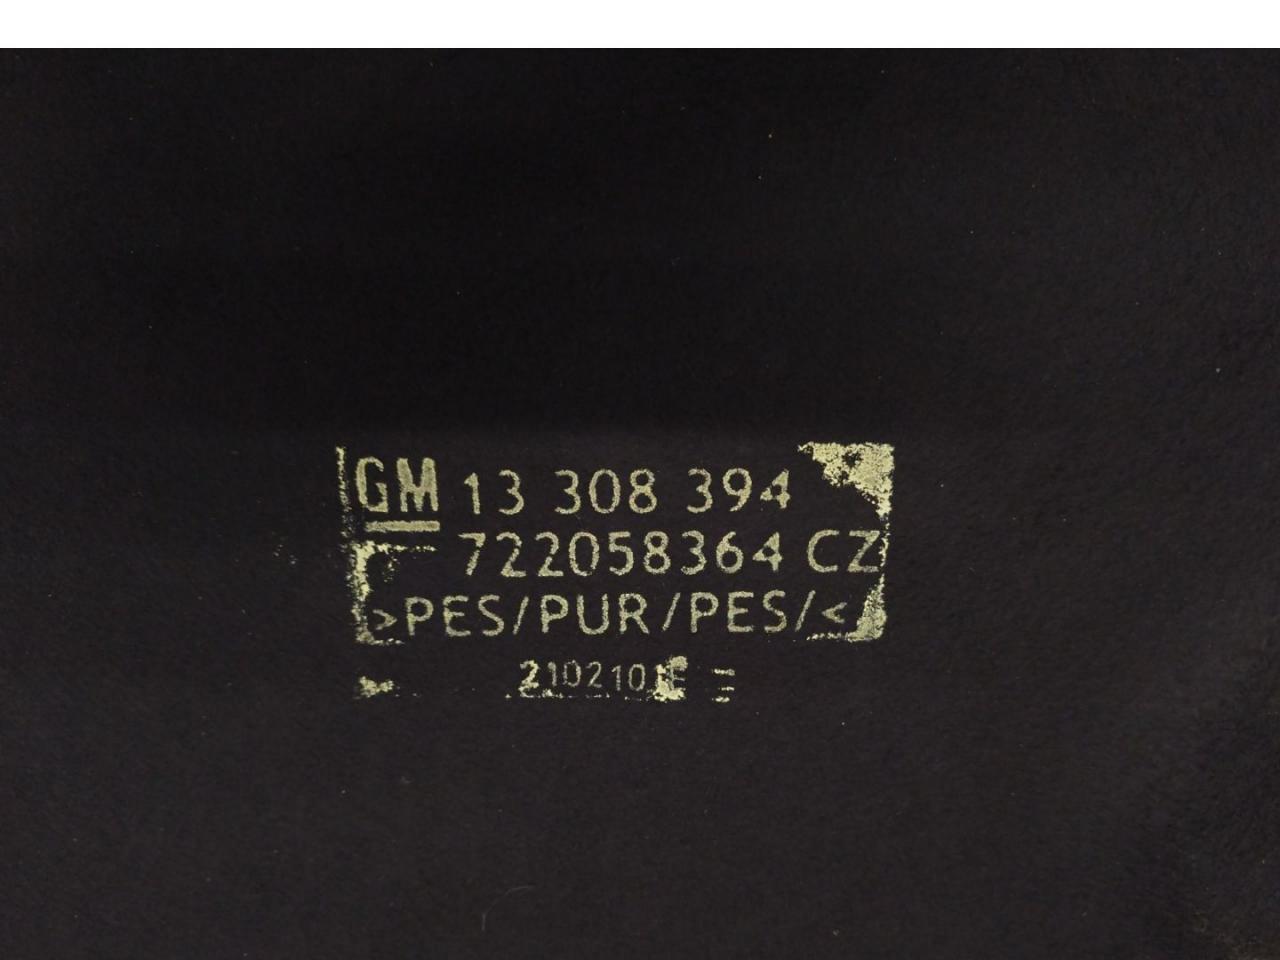 GM 13 308 394
722058364 CZ
>PES/PUR/PES/<
2102101